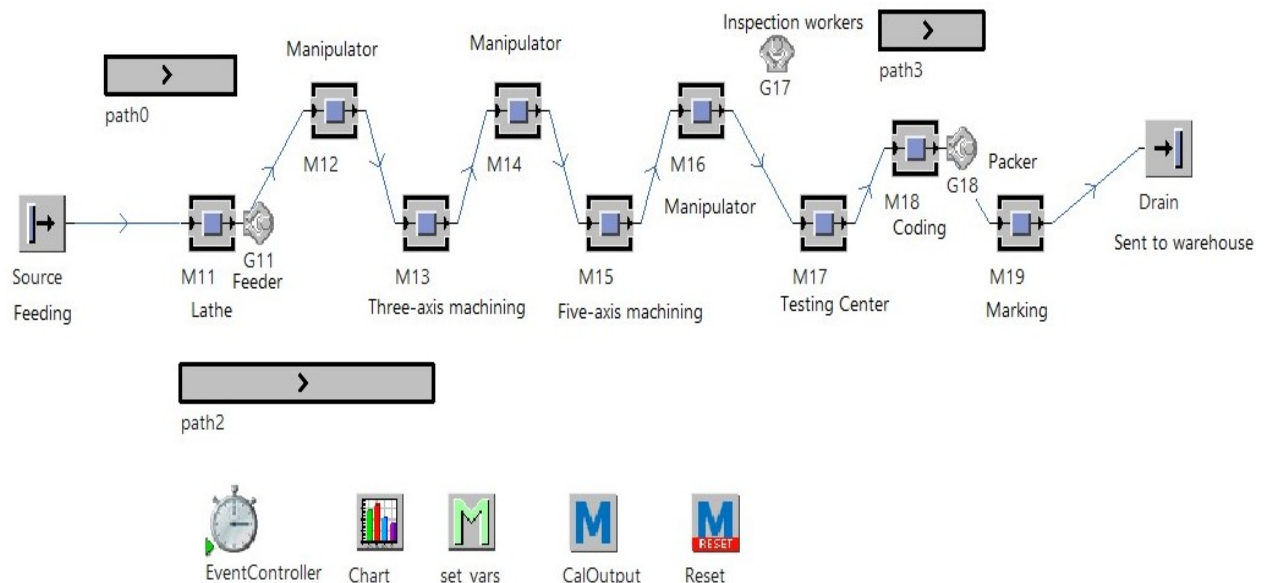 Inspection workers
Manipulator
Manipulator
path3
G17
path0
M12
M14
M16
M18
G18
Packer
Manipulator
Coding
Drain
Sent to warehouse
Source
Feeding
M11
G11
Feeder
Lathe
M13
Three-axis machining
M15
Five-axis machining
M17
Testing Center
M19
Marking
path2
M
M
RESET
EventController
Chart
set_vars
CalOutput
Reset